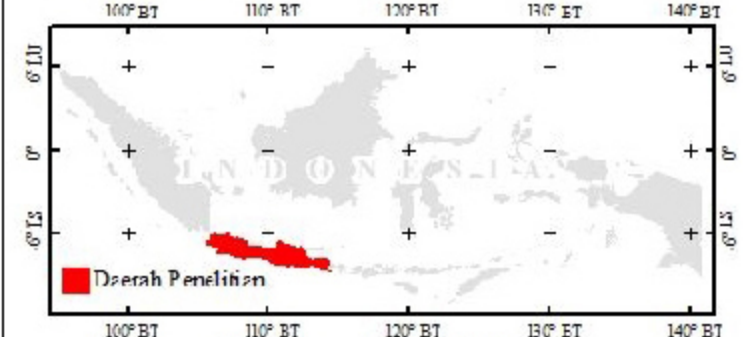 100° BT 110° BT 120° BT 130° BT 140° BT
6° LU 6° LU
0° 0°
INDONESIA
-6° LS -6° LS
Daerah Penelitian
100° BT 110° BT 120° BT 130° BT 140° BT